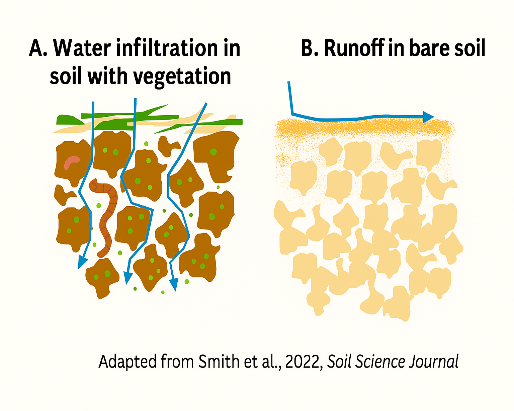 A. Water infiltration in
soil with vegetation
B. Runoff in bare soil
Adapted from Smith et al., 2022, Soil Science Journal